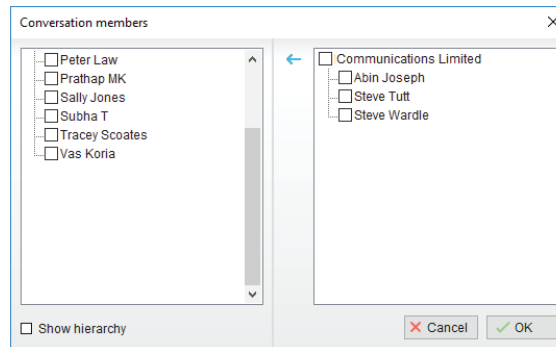 Conversation members
Peter Law
Prathap MK
Sally Jones
Subha T
Tracey Scoates
Vas Koria
Communications Limited
Abin Joseph
Steve Tutt
Steve Wardle
Show hierarchy
Cancel
OK